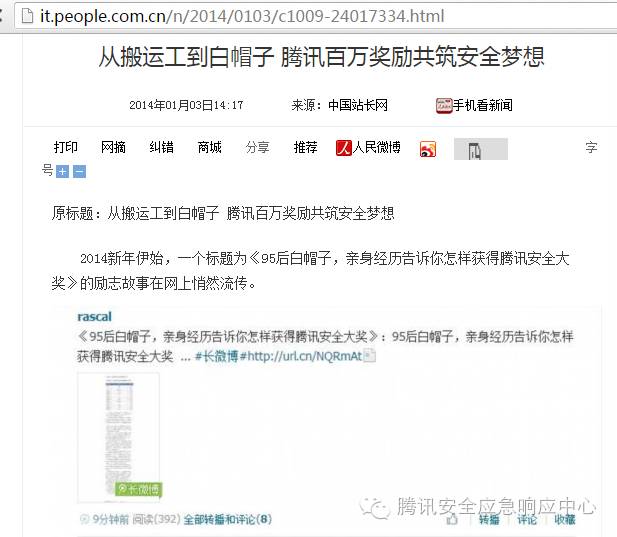 it.people.com.cn/n/2014/0103/c1009-24017334.html
从搬运工到白帽子 腾讯百万奖励共筑安全梦想
2014年01月03日14:17 来源：中国站长网 手机看新闻
打印 网摘 纠错 商城 分享 推荐 人民微博 字
号
原标题：从搬运工到白帽子 腾讯百万奖励共筑安全梦想
2014新年伊始，一个标题为《95后白帽子，亲身经历告诉你怎样获得腾讯安全大
奖》的励志故事在网上悄然流传。
rascal
《95后白帽子，亲身经历告诉你怎样获得腾讯安全大奖》：95后白帽子，亲身经历告诉你怎样
获得腾讯安全大奖 ... #长微博#http://url.cn/NQRmAt
长微博
腾讯安全应急响应中心
9分钟前 阅读(392) 全部转播和评论(8) 转播 评论 收藏